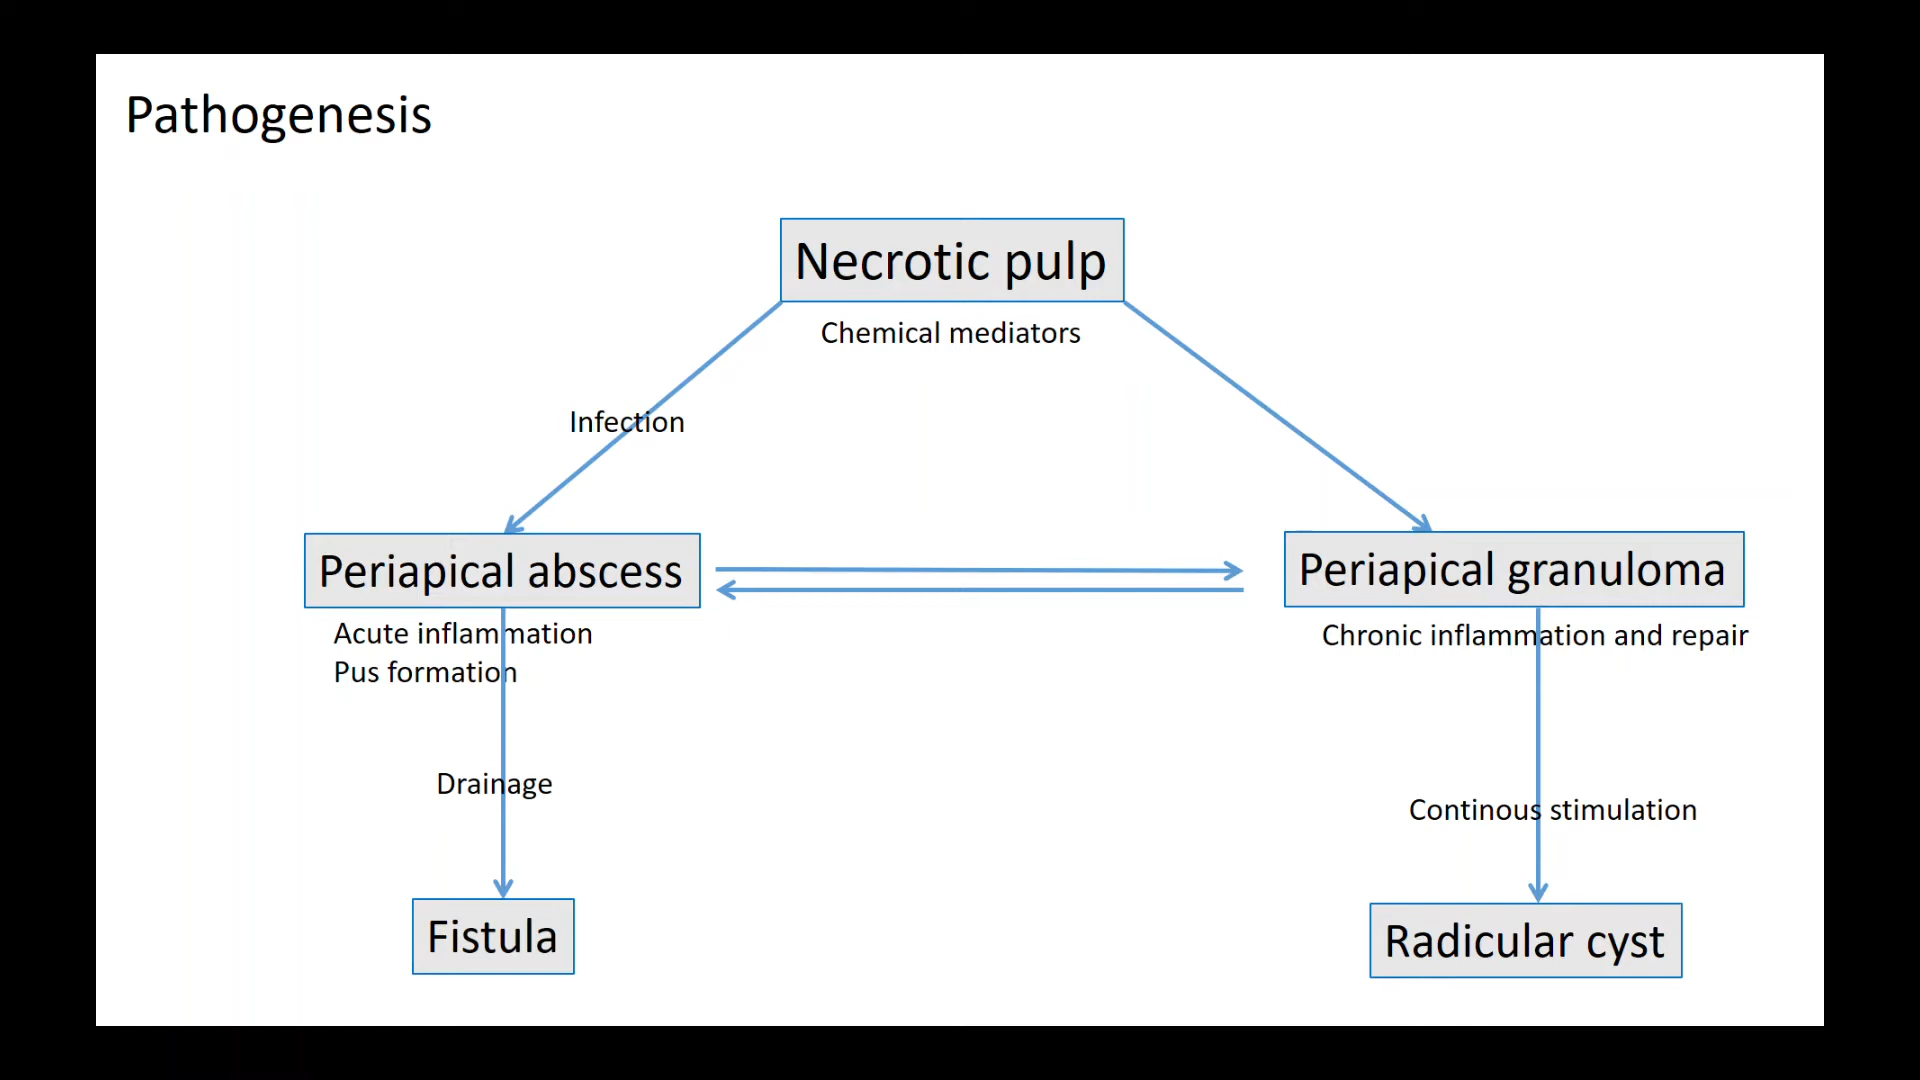 Pathogenesis
Necrotic pulp
Chemical mediators
Infection
Periapical abscess
Periapical granuloma
Acute inflammation
Pus formation
Chronic inflammation and repair
Drainage
Continous stimulation
Fistula
Radicular cyst